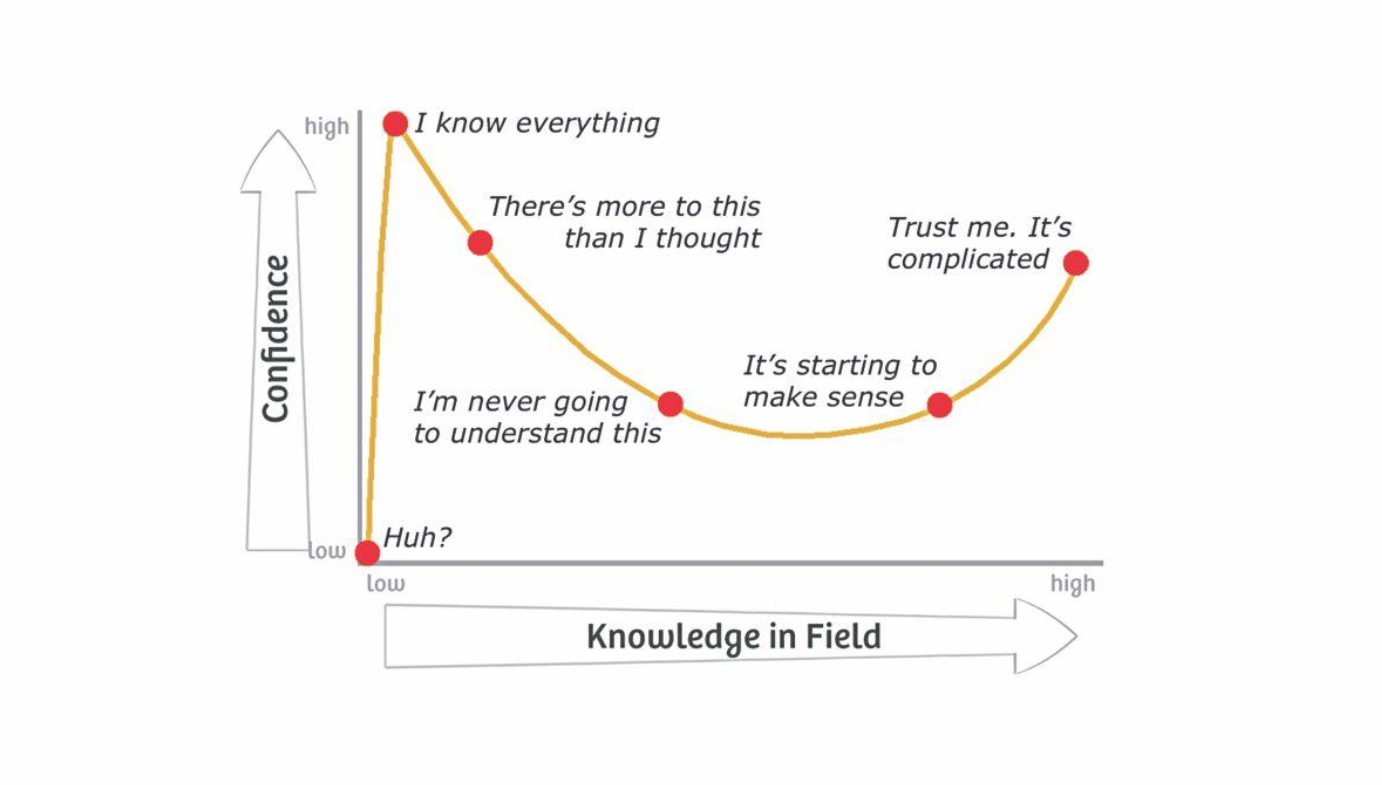 high
I know everything
There's more to this
than I thought
Trust me. It's
complicated
Confidence
It's starting to
make sense
I'm never going
to understand this
Huh?
low
low
high
Knowledge in Field